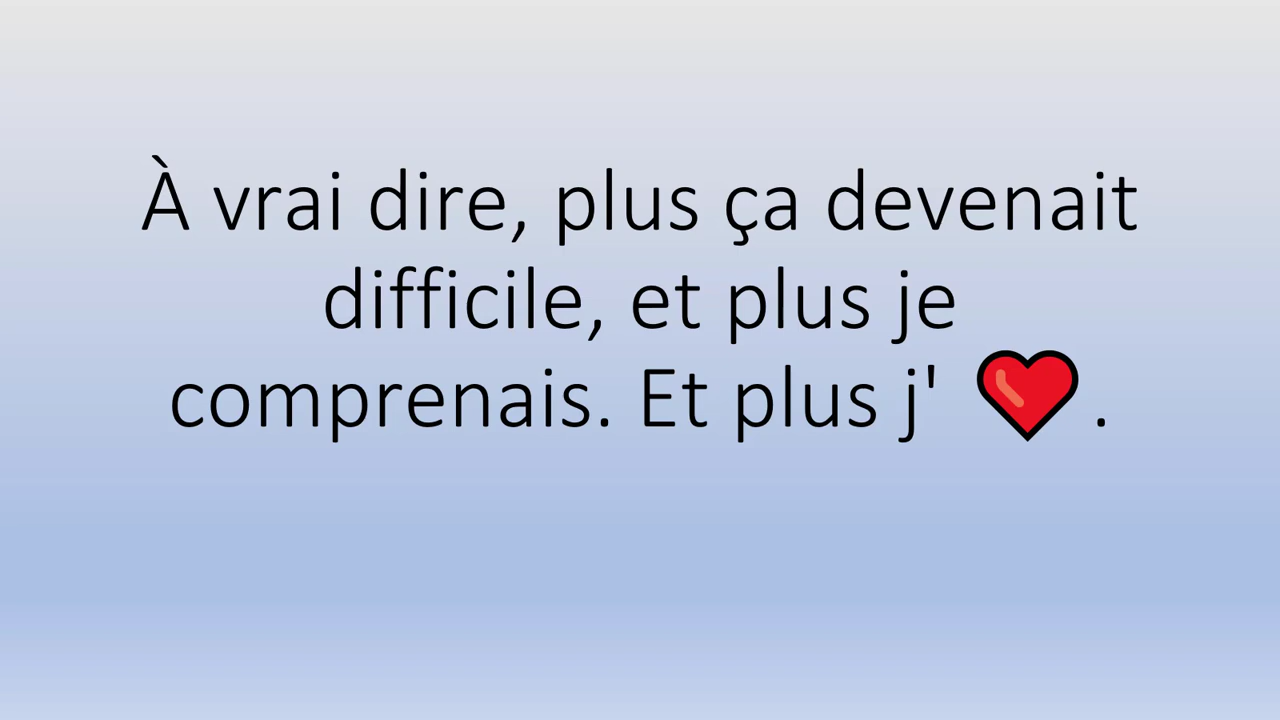 À vrai dire, plus ça devenait
difficile, et plus je
comprenais. Et plus j' ❤️.